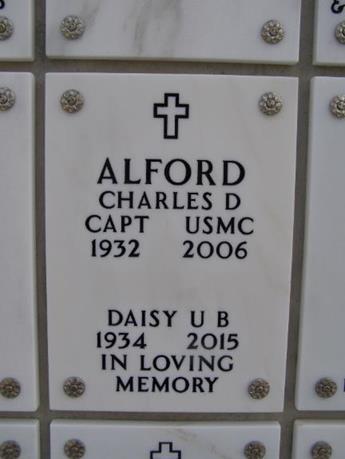 ALFORD
CHARLES D
CAPT USMC
1932 2006
DAISY U B
1934 2015
IN LOVING
MEMORY